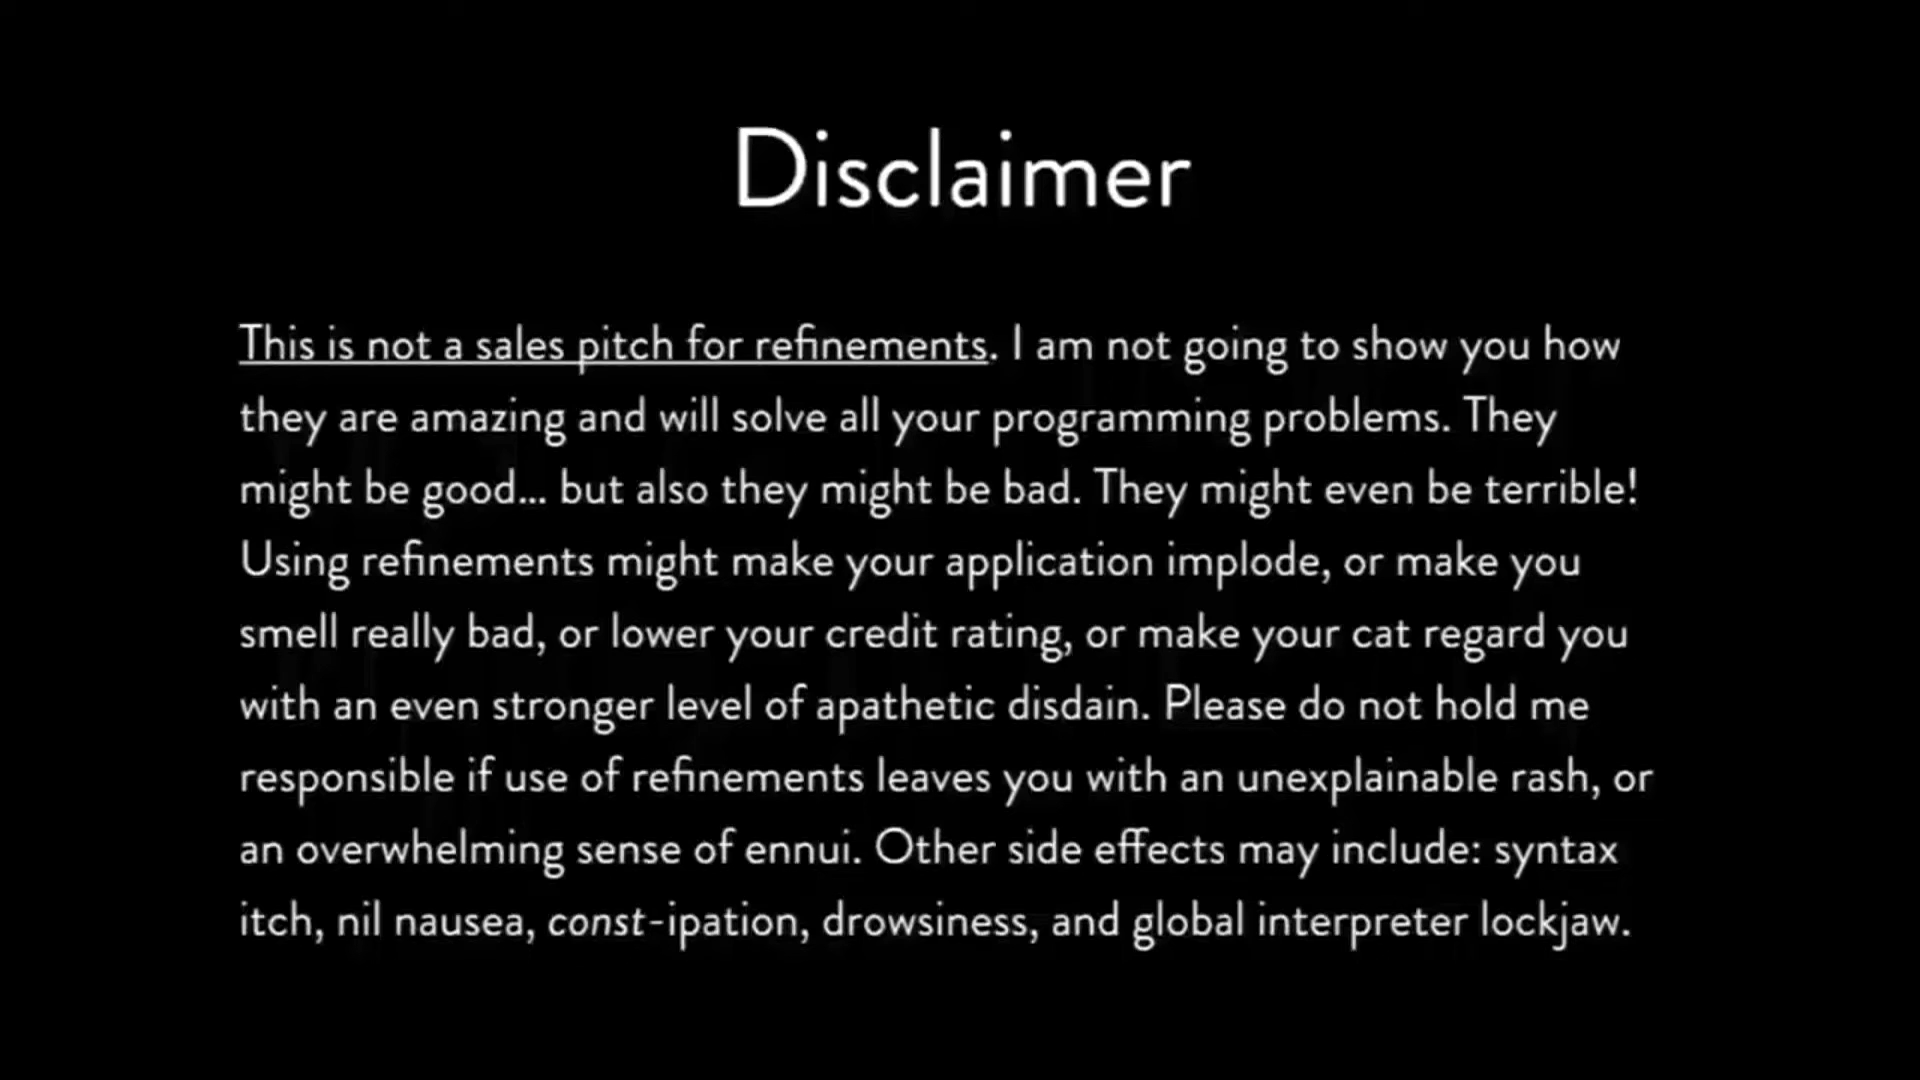 Disclaimer
This is not a sales pitch for refinements. I am not going to show you how
they are amazing and will solve all your programming problems. They
might be good... but also they might be bad. They might even be terrible!
Using refinements might make your application implode, or make you
smell really bad, or lower your credit rating, or make your cat regard you
with an even stronger level of apathetic disdain. Please do not hold me
responsible if use of refinements leaves you with an unexplainable rash, or
an overwhelming sense of ennui. Other side effects may include: syntax
itch, nil nausea, const-ipation, drowsiness, and global interpreter lockjaw.